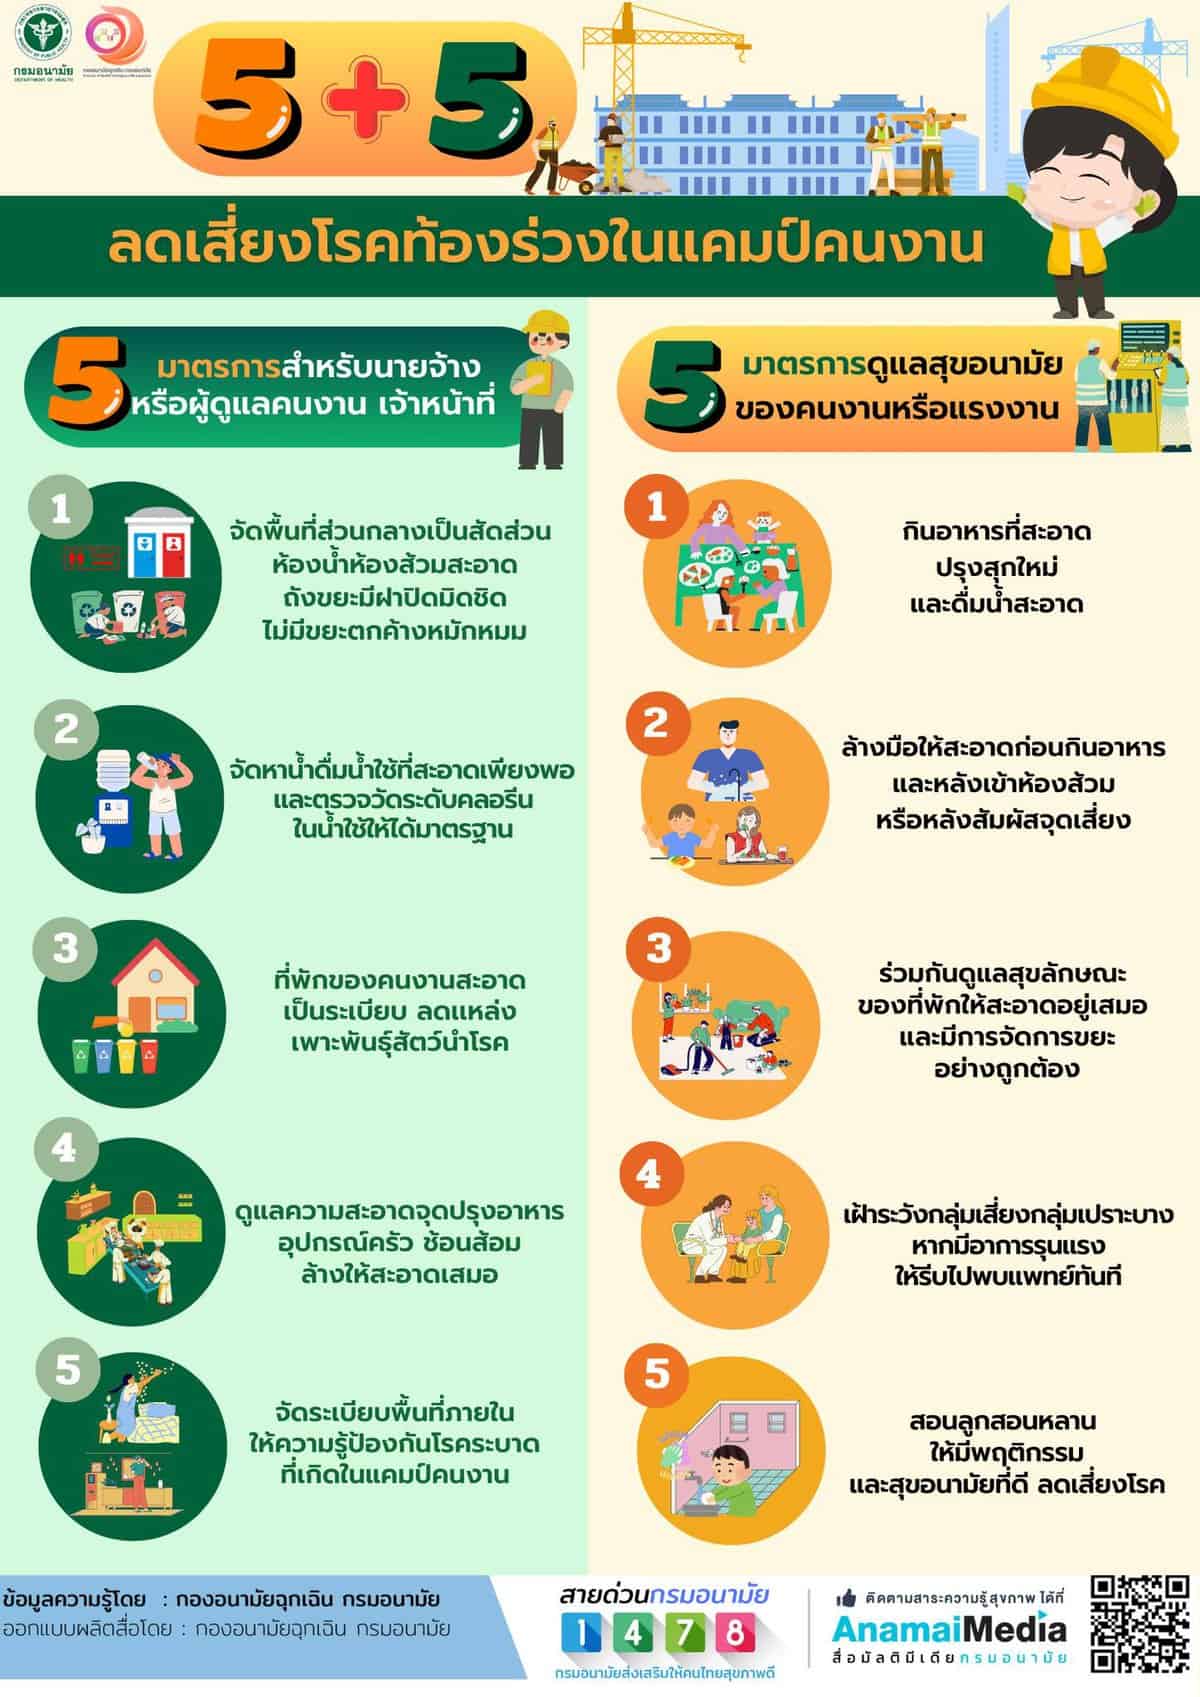 กรมอนามัย
DEPARTMENT OF HEALTH
5+5
ลดเสี่ยงโรคท้องร่วงในแคมป์คนงาน
5 มาตรการสำหรับนายจ้าง
หรือผู้ดูแลคนงาน เจ้าหน้าที่
1
จัดพื้นที่ส่วนกลางเป็นสัดส่วน
ห้องน้ำห้องส้วมสะอาด
ถังขยะมีฝาปิดมิดชิด
ไม่มีขยะตกค้างหมักหมม
2
จัดหาน้ำดื่มน้ำใช้ที่สะอาดเพียงพอ
และตรวจวัดระดับคลอรีน
ในน้ำใช้ให้ได้มาตรฐาน
3
ที่พักของคนงานสะอาด
เป็นระเบียบ ลดแหล่ง
เพาะพันธุ์สัตว์นำโรค
4
ดูแลความสะอาดจุดปรุงอาหาร
อุปกรณ์ครัว ช้อนส้อม
ล้างให้สะอาดเสมอ
5
จัดระเบียบพื้นที่ภายใน
ให้ความรู้ป้องกันโรคระบาด
ที่เกิดในแคมป์คนงาน
5 มาตรการดูแลสุขอนามัย
ของคนงานหรือแรงงาน
1
กินอาหารที่สะอาด
ปรุงสุกใหม่
และดื่มน้ำสะอาด
2
ล้างมือให้สะอาดก่อนกินอาหาร
และหลังเข้าห้องส้วม
หรือหลังสัมผัสจุดเสี่ยง
3
ร่วมกันดูแลสุขลักษณะ
ของที่พักให้สะอาดอยู่เสมอ
และมีการจัดการขยะ
อย่างถูกต้อง
4
เฝ้าระวังกลุ่มเสี่ยงกลุ่มเปราะบาง
หากมีอาการรุนแรง
ให้รีบไปพบแพทย์ทันที
5
สอนลูกสอนหลาน
ให้มีพฤติกรรม
และสุขอนามัยที่ดี ลดเสี่ยงโรค
ข้อมูลความรู้โดย : กองอนามัยฉุกเฉิน กรมอนามัย
ออกแบบผลิตสื่อโดย : กองอนามัยฉุกเฉิน กรมอนามัย
สายด่วนกรมอนามัย
1478
กรมอนามัยส่งเสริมให้คนไทยสุขภาพดี
ติดตามสาระความรู้สุขภาพ ได้ที่
AnamaiMedia
สื่อมัลติมีเดียกรมอนามัย